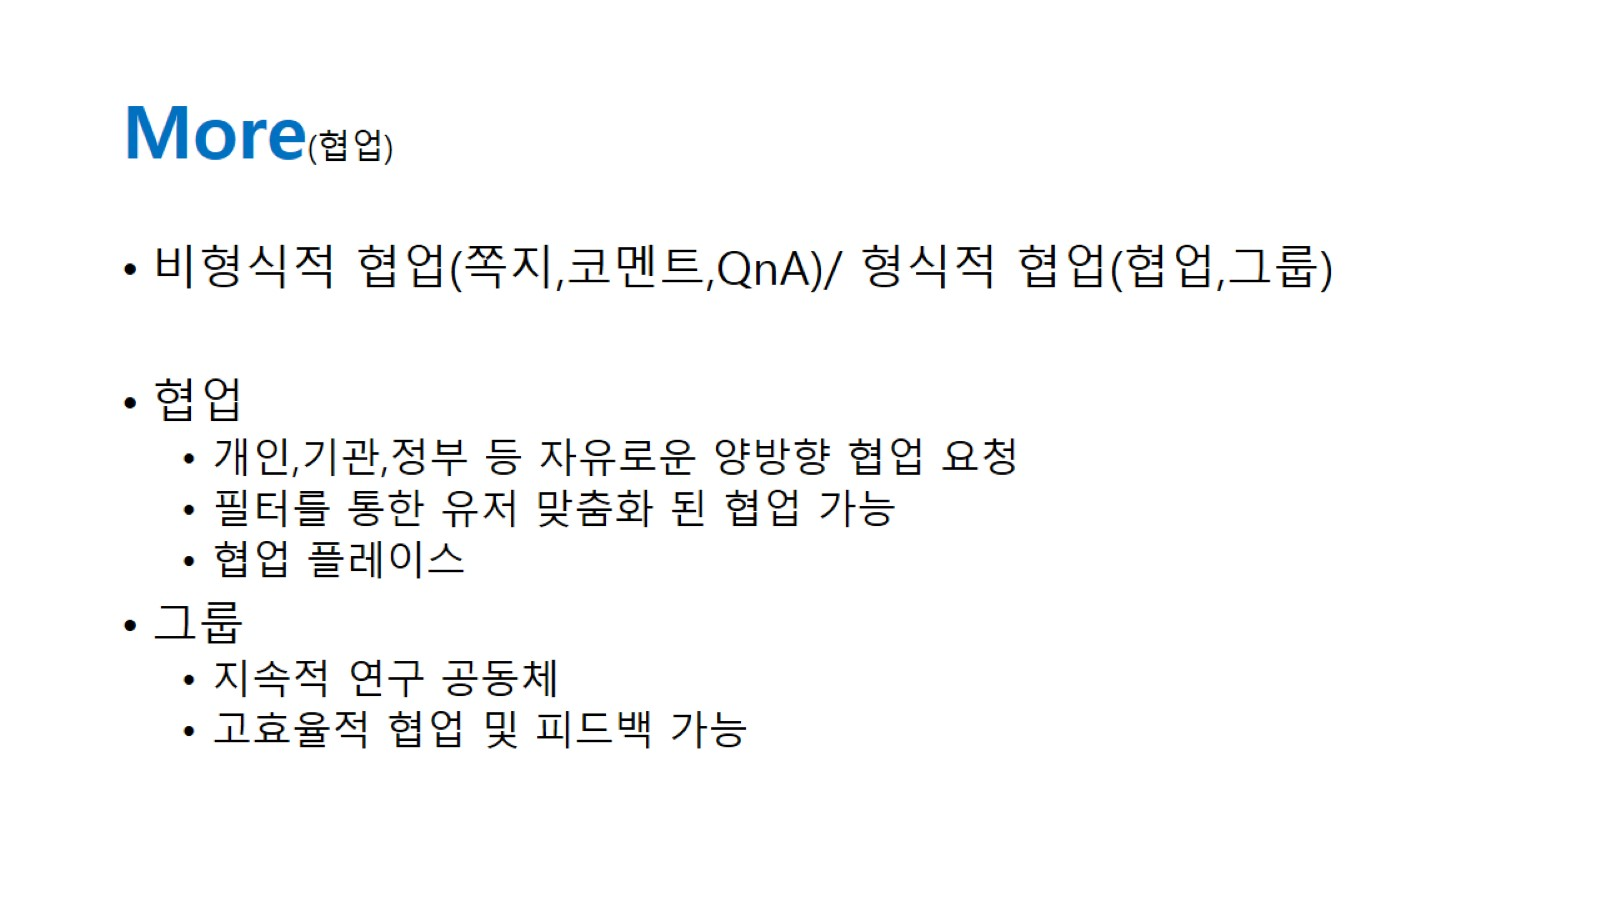 More(협업)
• 비형식적 협업(쪽지,코멘트,QnA)/ 형식적 협업(협업,그룹)
• 협업
• 개인,기관,정부 등 자유로운 양방향 협업 요청
• 필터를 통한 유저 맞춤화 된 협업 가능
• 협업 플레이스
• 그룹
• 지속적 연구 공동체
• 고효율적 협업 및 피드백 가능